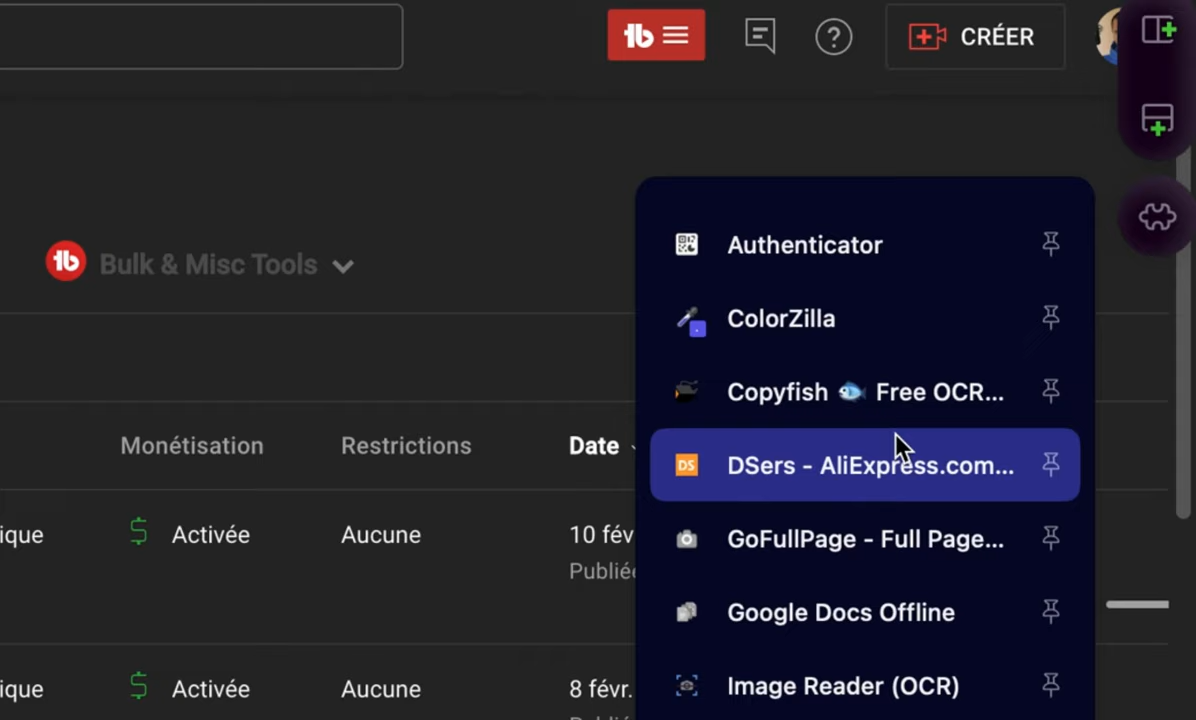 CRÉER
Bulk & Misc Tools
Monétisation Restrictions Date
ique Activée Aucune 10 fév
Publié
ique Activée Aucune 8 févr.
Authenticator
ColorZilla
Copyfish 🐟 Free OCR...
DS DSers - AliExpress.com...
GoFullPage - Full Page...
Google Docs Offline
Image Reader (OCR)